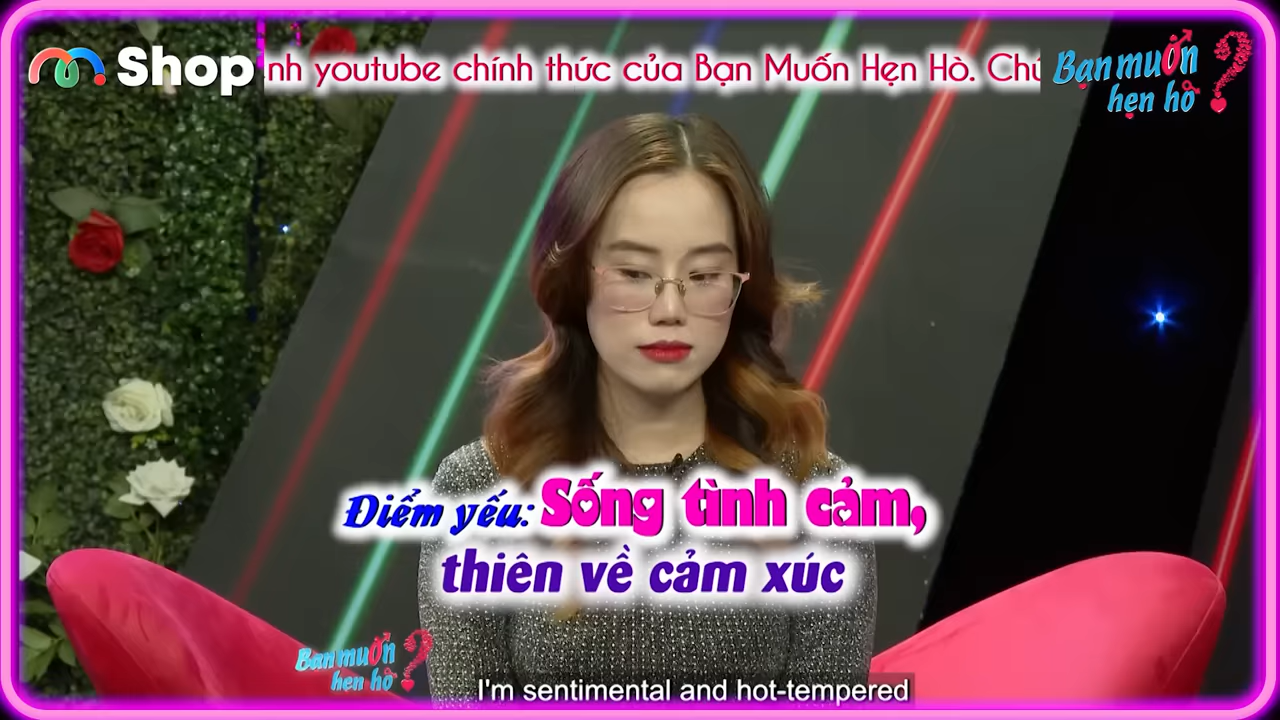 Shop
nh youtube chính thức của Bạn Muốn Hẹn Hò. Chú
Bạn muốn
hẹn hò ?
Điểm yếu: Sống tình cảm,
thiên về cảm xúc
Bạn muốn
hẹn hò ?
I'm sentimental and hot-tempered